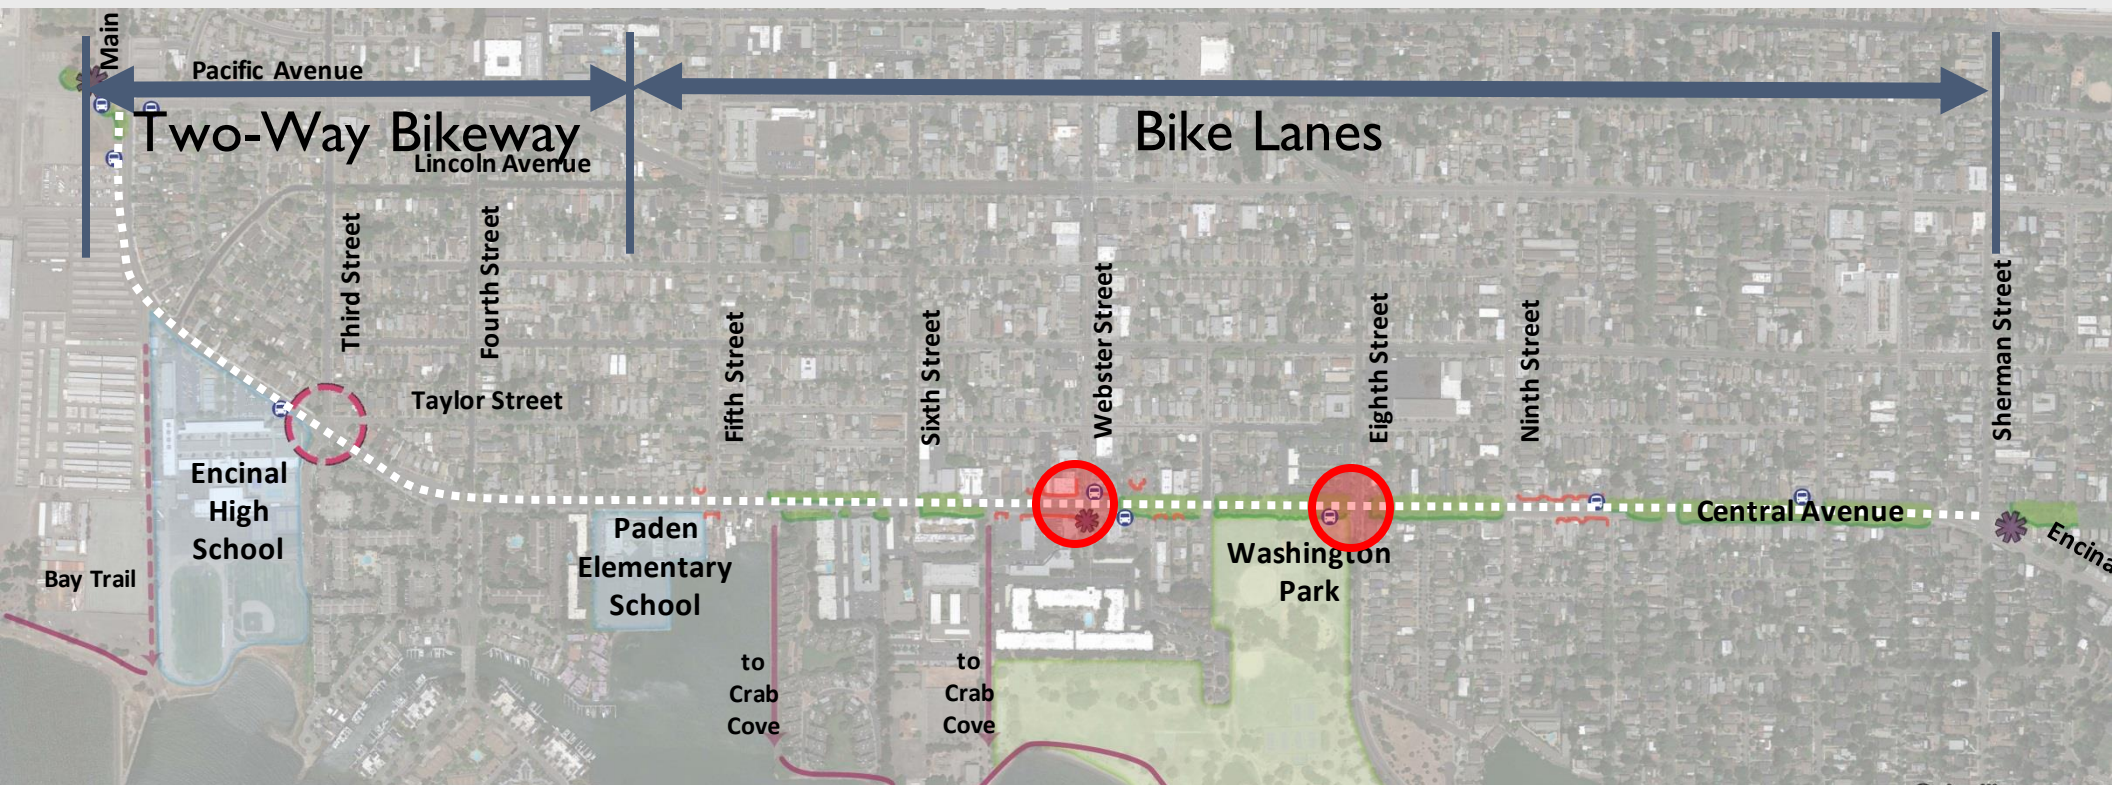 Main
Pacific Avenue
Two-Way Bikeway
Bike Lanes
Lincoln Avenue
Third Street
Fourth Street
Fifth Street
Sixth Street
Webster Street
Eighth Street
Ninth Street
Sherman Street
Taylor Street
Encinal
High
School
Paden
Elementary
School
Washington
Park
Central Avenue
Encina
Bay Trail
to
Crab
Cove
to
Crab
Cove